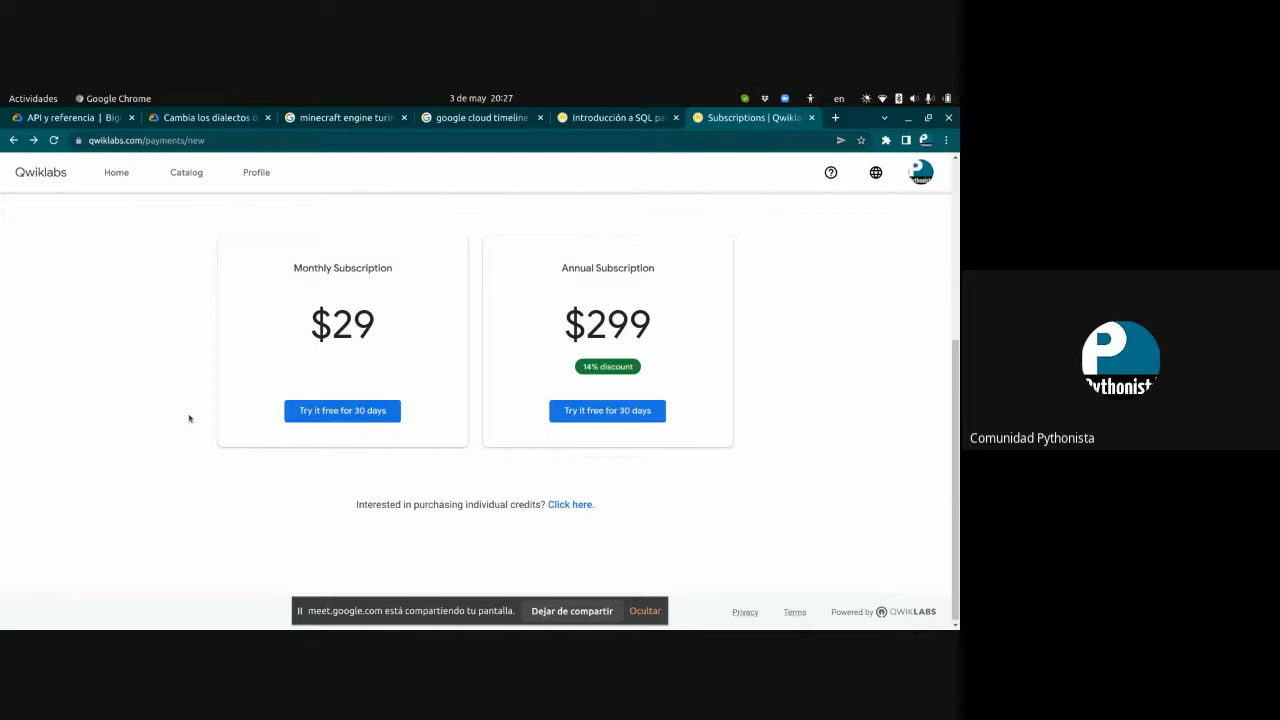 Actividades
Google Chrome
3 de may 20:27
en
API y referencia | Big
Cambia los dialectos d
minecraft engine turin
google cloud timeline
Introducción a SQL pa
Subscriptions | Qwikla
qwiklabs.com/payments/new
Qwiklabs
Home
Catalog
Profile
Monthly Subscription
$29
Try it free for 30 days
Annual Subscription
$299
14% discount
Try it free for 30 days
Interested in purchasing individual credits? Click here.
meet.google.com está compartiendo tu pantalla.
Dejar de compartir
Ocultar
Privacy
Terms
Powered by QWIKLABS
Pythonist
Comunidad Pythonista